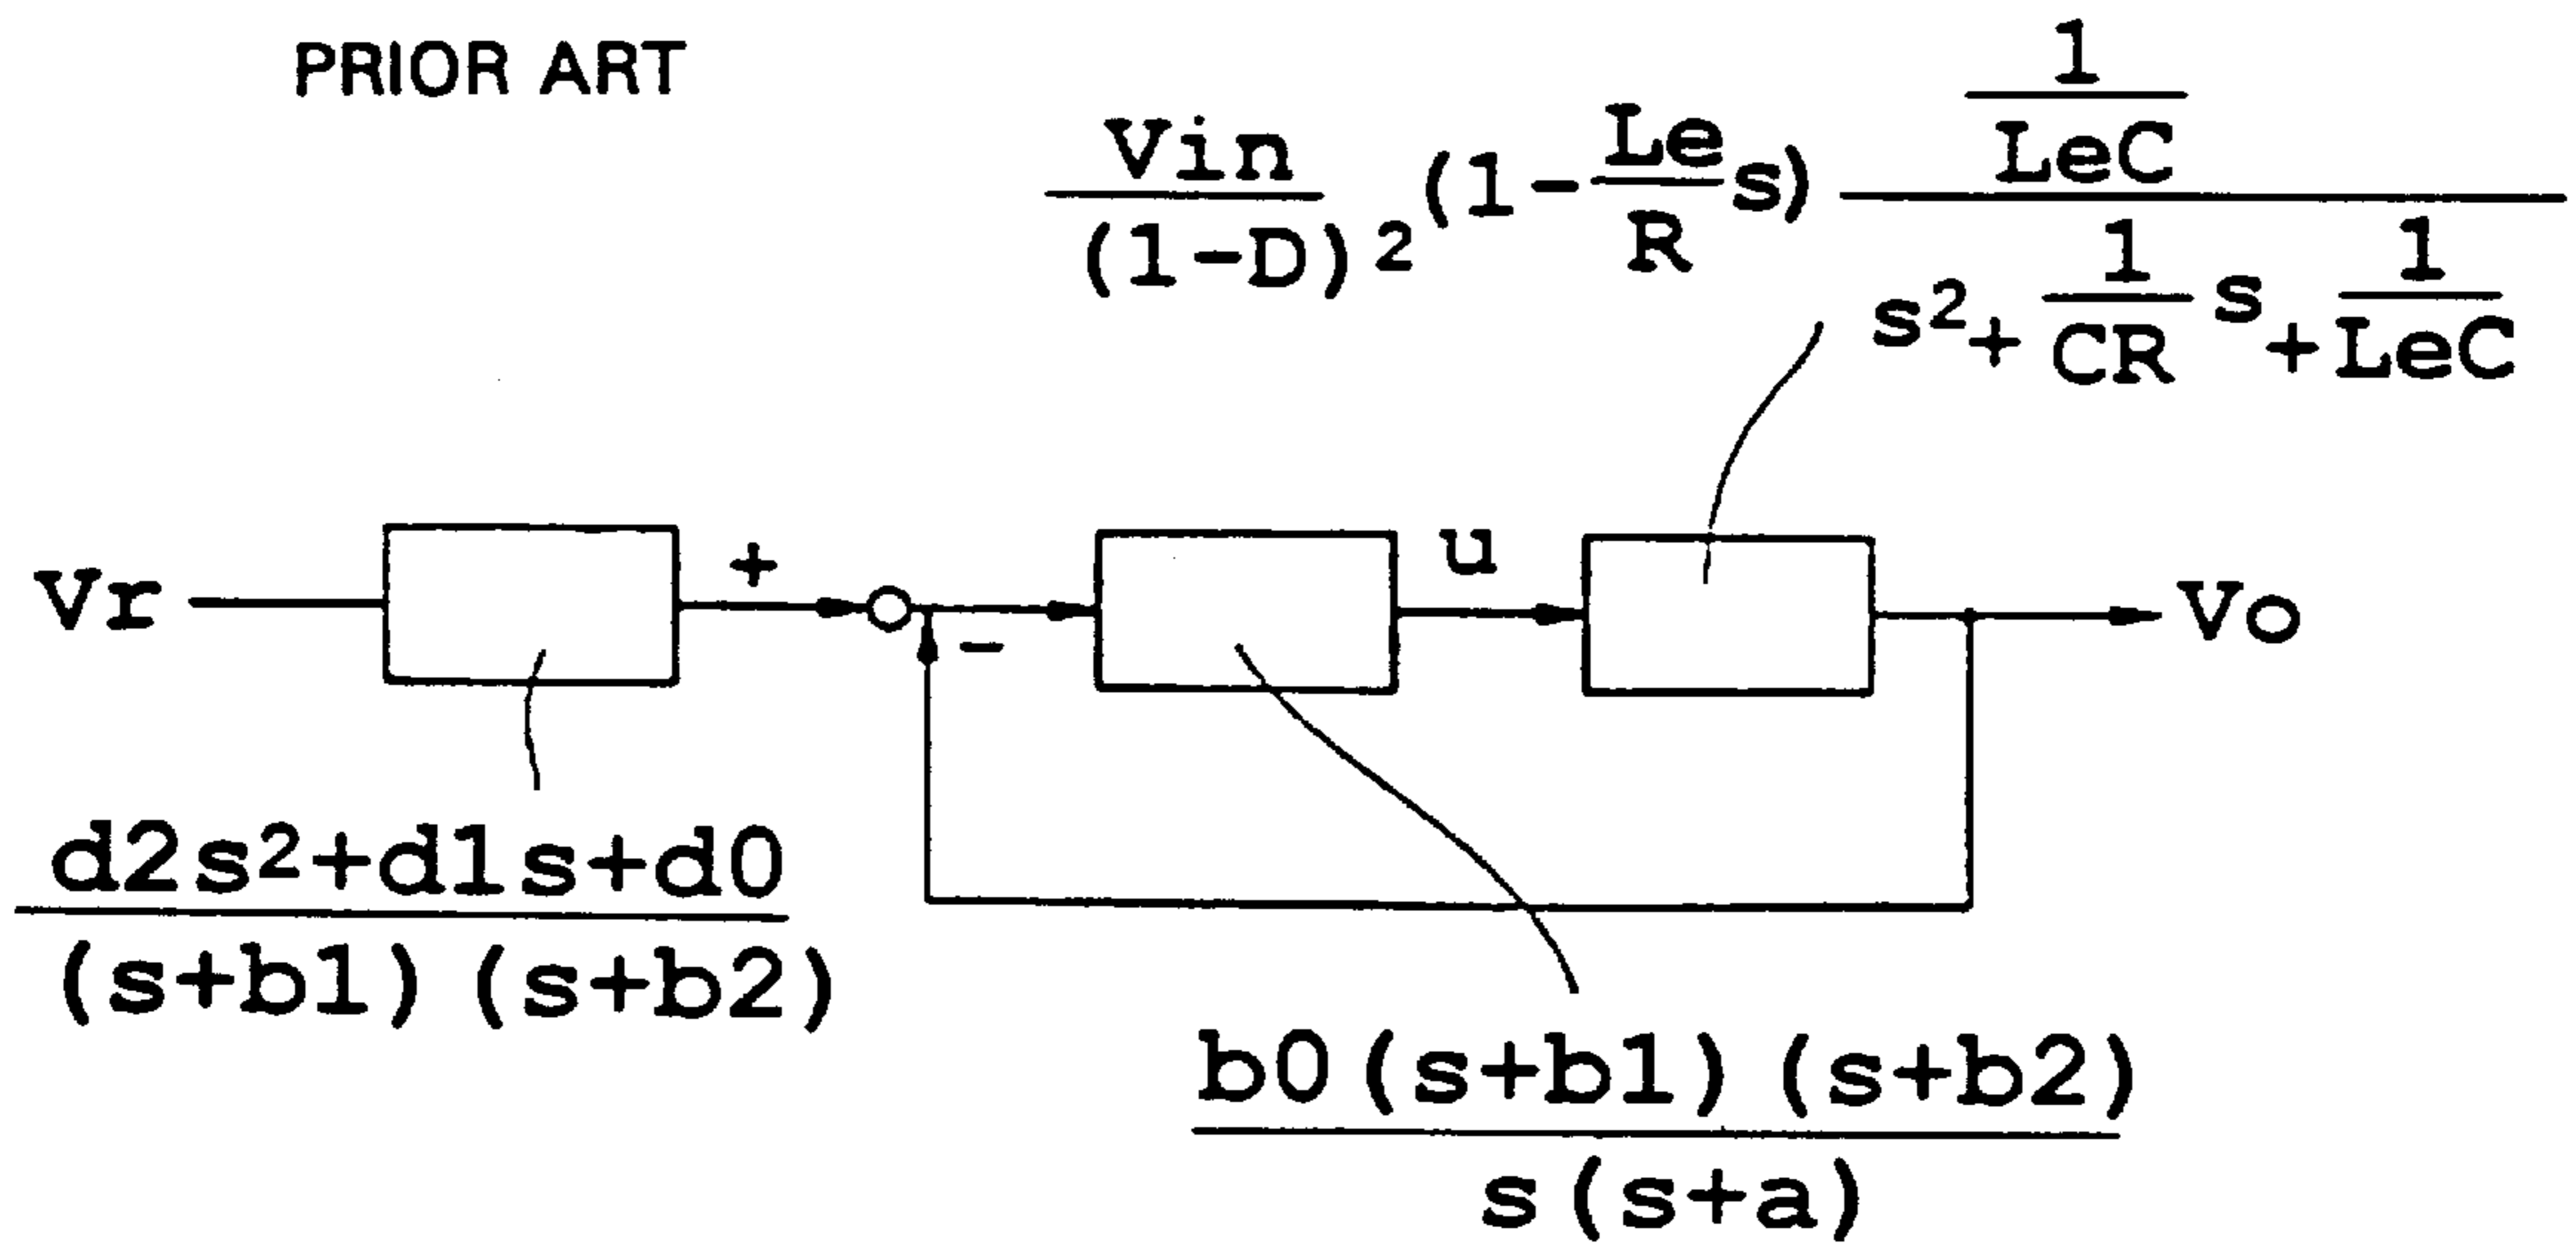 PRIOR ART
Vin/(1-D)² (1-Le/R s) (1/LeC)/(s²+1/CR s+1/LeC)
Vr
+
-
u
Vo
d2s²+d1s+d0
(s+b1)(s+b2)
b0(s+b1)(s+b2)
s(s+a)